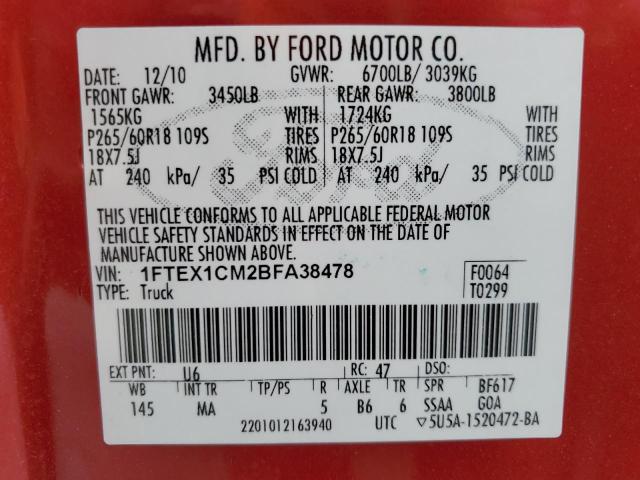 MFD. BY FORD MOTOR CO.
DATE: 12/10 GVWR: 6700LB/ 3039KG
FRONT GAWR: 3450LB REAR GAWR: 3800LB
1565KG WITH 1724KG WITH
P265/60R18 109S TIRES P265/60R18 109S TIRES
18X7.5J RIMS 18X7.5J RIMS
AT 240 kPa/ 35 PSI COLD AT 240 kPa/ 35 PSI COLD
THIS VEHICLE CONFORMS TO ALL APPLICABLE FEDERAL MOTOR
VEHICLE SAFETY STANDARDS IN EFFECT ON THE DATE OF
MANUFACTURE SHOWN ABOVE.
VIN: 1FTEX1CM2BFA38478 F0064
TYPE: Truck T0299
EXT PNT: U6 RC: 47 DSO:
WB INT TR TP/PS R AXLE TR SPR BF617
145 MA 5 B6 6 SSAA GOA
2201012163940 UTC ▽5U5A-1520472-BA
Ford